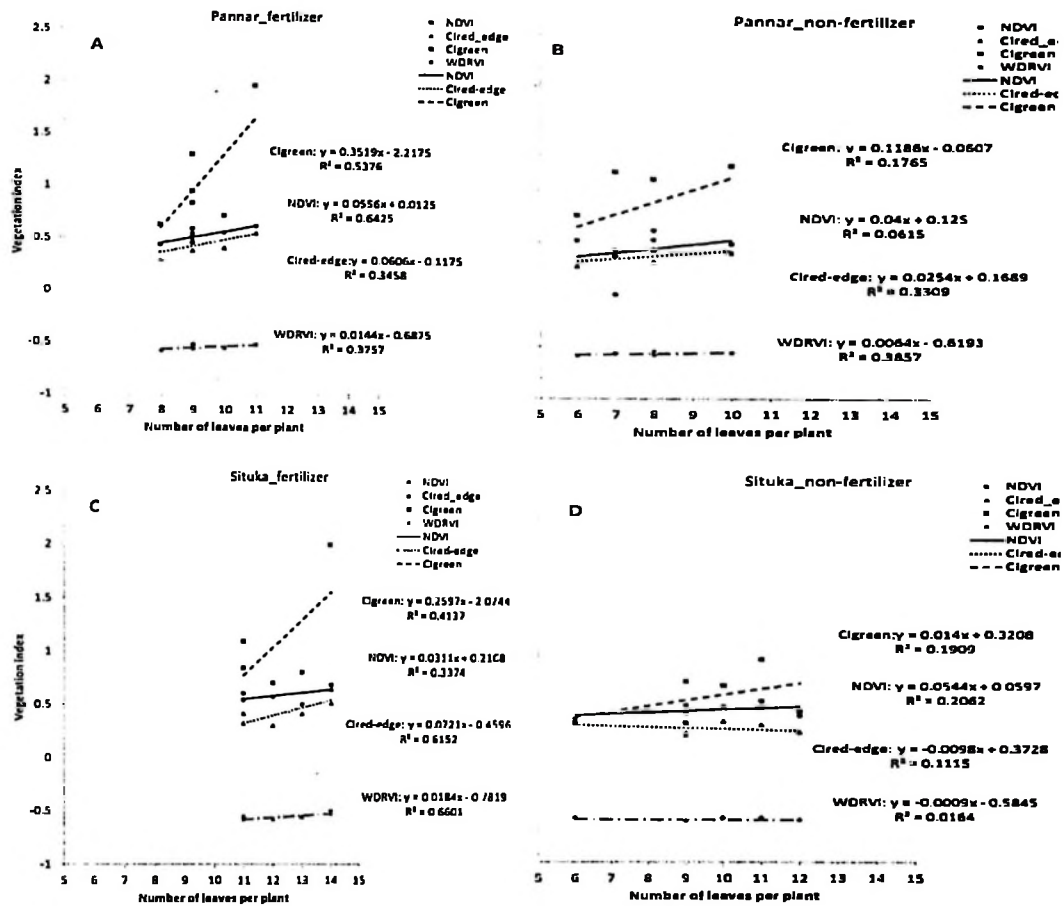 Pannar_fertilizer
A
NDVI
CIred_edge
CIgreen
WDRVI
NDVI
CIred-edge
CIgreen
2.5
2
1.5
1
0.5
0
-0.5
-1
Vegetation index
CIgreen: y = 0.3519x - 2.2175
R² = 0.5376
NDVI: y = 0.0556x + 0.0125
R² = 0.6425
CIred-edge: y = 0.0606x - 0.1175
R² = 0.3458
WDRVI: y = 0.0144x - 0.6875
R² = 0.3757
5 6 7 8 9 10 11 12 13 14 15
Number of leaves per plant
Pannar_non-fertilizer
B
NDVI
CIred_e
CIgreen
WDRVI
NDVI
CIred-ed
CIgreen
CIgreen: y = 0.1186x - 0.0607
R² = 0.1765
NDVI: y = 0.04x + 0.125
R² = 0.0615
CIred-edge: y = 0.0254x + 0.1689
R² = 0.3309
WDRVI: y = 0.0064x - 0.6193
R² = 0.3857
5 6 7 8 9 10 11 12 13 14 15
Number of leaves per plant
Situka_fertilizer
C
NDVI
CIred_edge
CIgreen
WDRVI
NDVI
CIred-edge
CIgreen
2.5
2
1.5
1
0.5
0
-0.5
-1
Vegetation index
CIgreen: y = 0.2597x - 2.0744
R² = 0.4137
NDVI: y = 0.0311x + 0.2108
R² = 0.3374
CIred-edge: y = 0.0721x - 0.4596
R² = 0.6152
WDRVI: y = 0.0184x - 0.7819
R² = 0.6601
5 6 7 8 9 10 11 12 13 14 15
Number of leaves per plant
Situka_non-fertilizer
D
NDVI
CIred_e
CIgreen
WDRVI
NDVI
CIred-e
CIgreen
CIgreen: y = 0.014x + 0.3208
R² = 0.1909
NDVI: y = 0.0544x + 0.0597
R² = 0.2062
CIred-edge: y = -0.0098x + 0.3728
R² = 0.1115
WDRVI: y = -0.0009x - 0.5845
R² = 0.0164
5 6 7 8 9 10 11 12 13 14 15
Number of leaves per plant